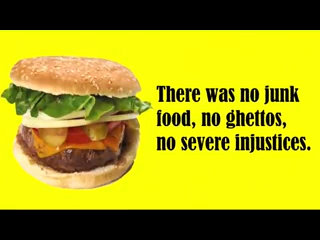 There was no junk
food, no ghettos,
no severe injustices.